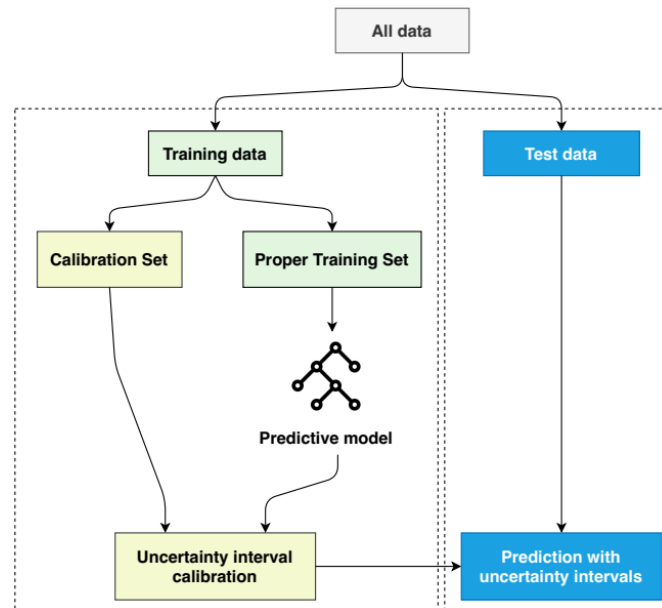 All data
Training data
Test data
Calibration Set
Proper Training Set
Predictive model
Uncertainty interval
calibration
Prediction with
uncertainty intervals